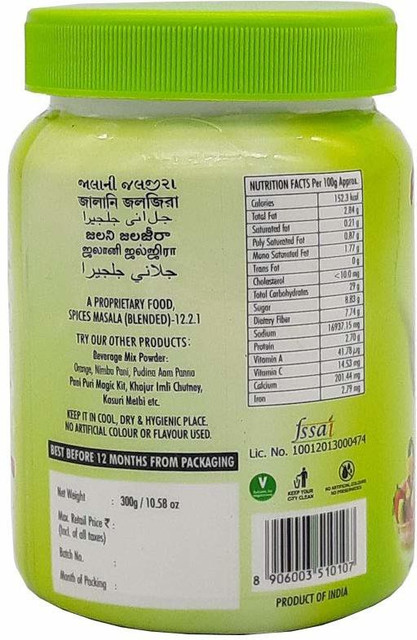 જાલાની જલજીરા
জালানি জলজিরা
جل انی جلجیرا
జలని జలజీరా
ஜலானி ஜல்ஜிரா
جلاني جلجيرا
A PROPRIETARY FOOD,
SPICES MASALA (BLENDED)-12.2.1
TRY OUR OTHER PRODUCTS:
Beverage Mix Powder:
Orange, Nimbu Pani, Pudina Aam Panna
Pani Puri Magic Kit, Khajur Imli Chutney,
Kasuri Methi etc.
KEEP IT IN COOL, DRY & HYGIENIC PLACE.
NO ARTIFICIAL COLOUR OR FLAVOUR USED.
BEST BEFORE 12 MONTHS FROM PACKAGING
Net Weight : 300g / 10.58 oz
Max. Retail Price ₹ :
(Incl. of all taxes)
Batch No. :
Month of Packing :
NUTRITION FACTS Per 100g Approx.
Calories 152.3 kcal
Total Fat 2.84 g
Saturated fat 0.21 g
Poly Saturated Fat 0.87 g
Mono Saturated Fat 1.77 g
Trans Fat 0 g
Cholesterol <10.0 mg
Total Carbohydrates 29 g
Sugar 8.83 g
Dietary Fiber 7.74 g
Sodium 16937.15 mg
Protein 2.70 g
Vitamin A 41.78 µg
Vitamin C 14.53 mg
Calcium 201.44 mg
Iron 2.79 mg
fssai
Lic. No. 10012013000474
KEEP YOUR
CITY CLEAN
NO ARTIFICIAL COLOURS
NO PRESERVATIVES
8 906003 510107
PRODUCT OF INDIA